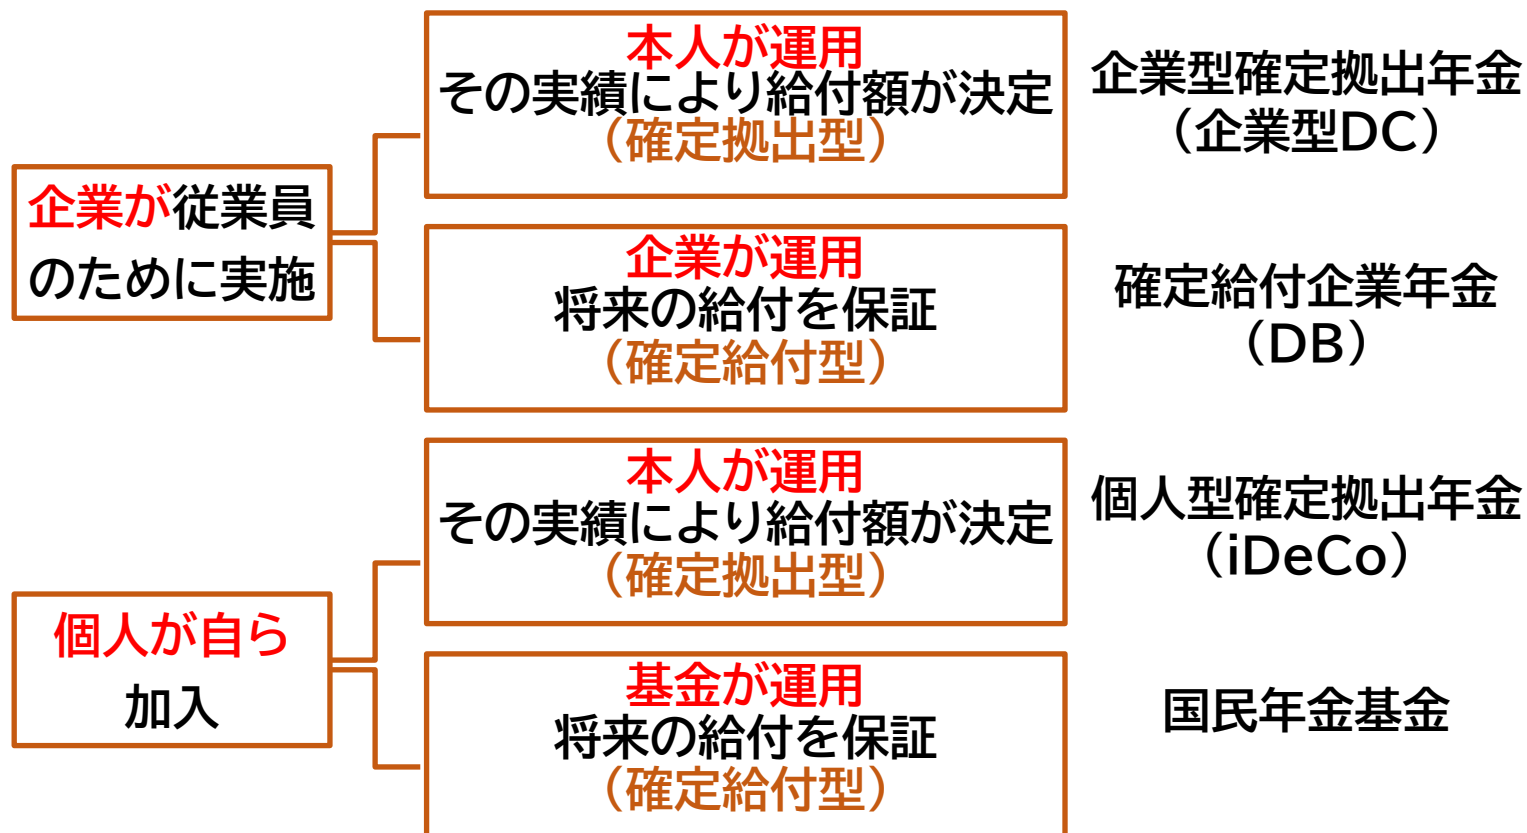 本人が運用
その実績により給付額が決定
（確定拠出型）
企業型確定拠出年金
（企業型DC）
企業が従業員
のために実施
企業が運用
将来の給付を保証
（確定給付型）
確定給付企業年金
（DB）
本人が運用
その実績により給付額が決定
（確定拠出型）
個人型確定拠出年金
（iDeCo）
個人が自ら
加入
基金が運用
将来の給付を保証
（確定給付型）
国民年金基金